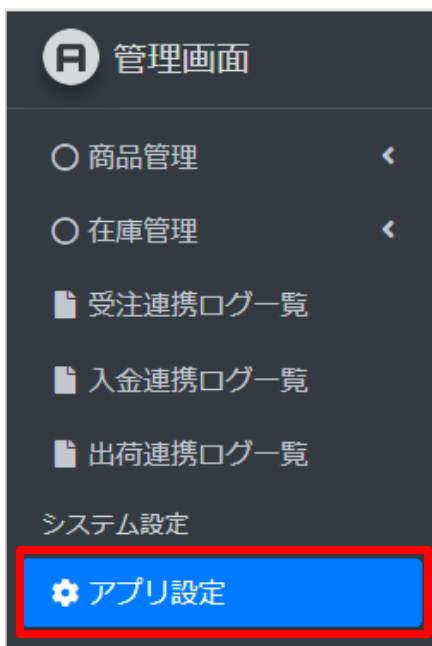 管理画面
商品管理
在庫管理
受注連携ログ一覧
入金連携ログ一覧
出荷連携ログ一覧
システム設定
アプリ設定